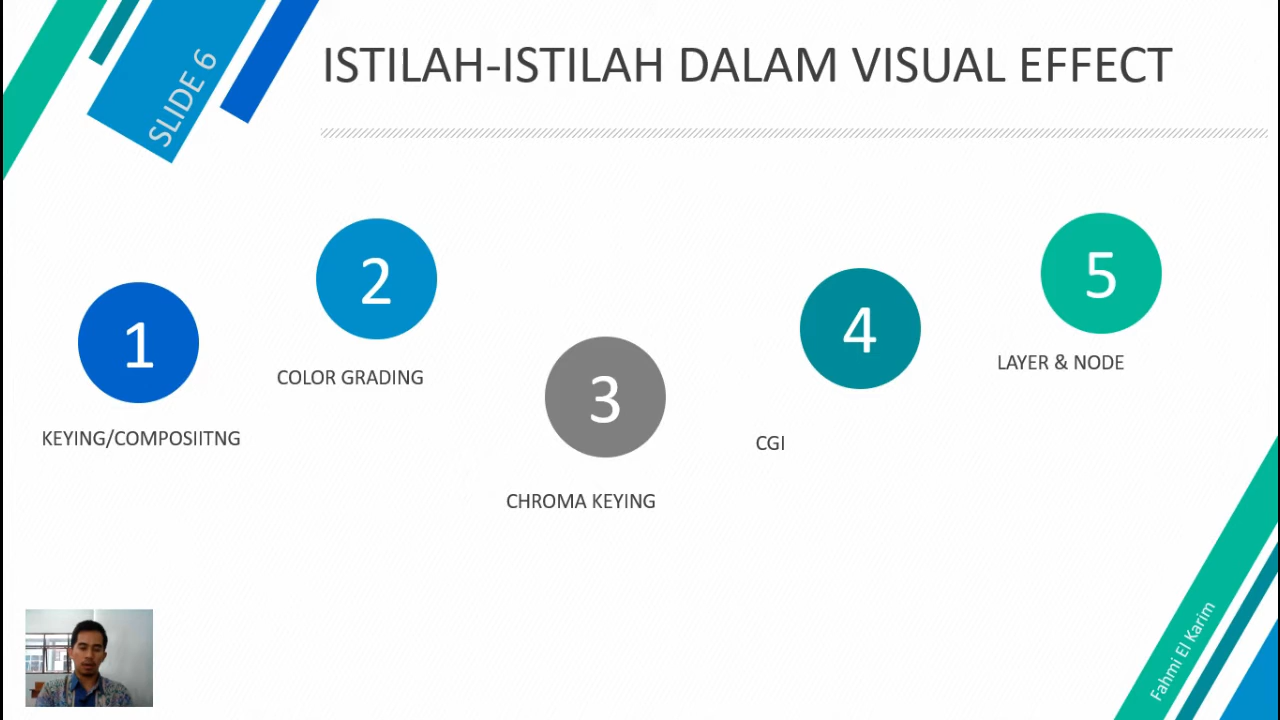 SLIDE 6
ISTILAH-ISTILAH DALAM VISUAL EFFECT
1
KEYING/COMPOSIITNG
2
COLOR GRADING
3
CHROMA KEYING
4
CGI
5
LAYER & NODE
Fahmi El Karim